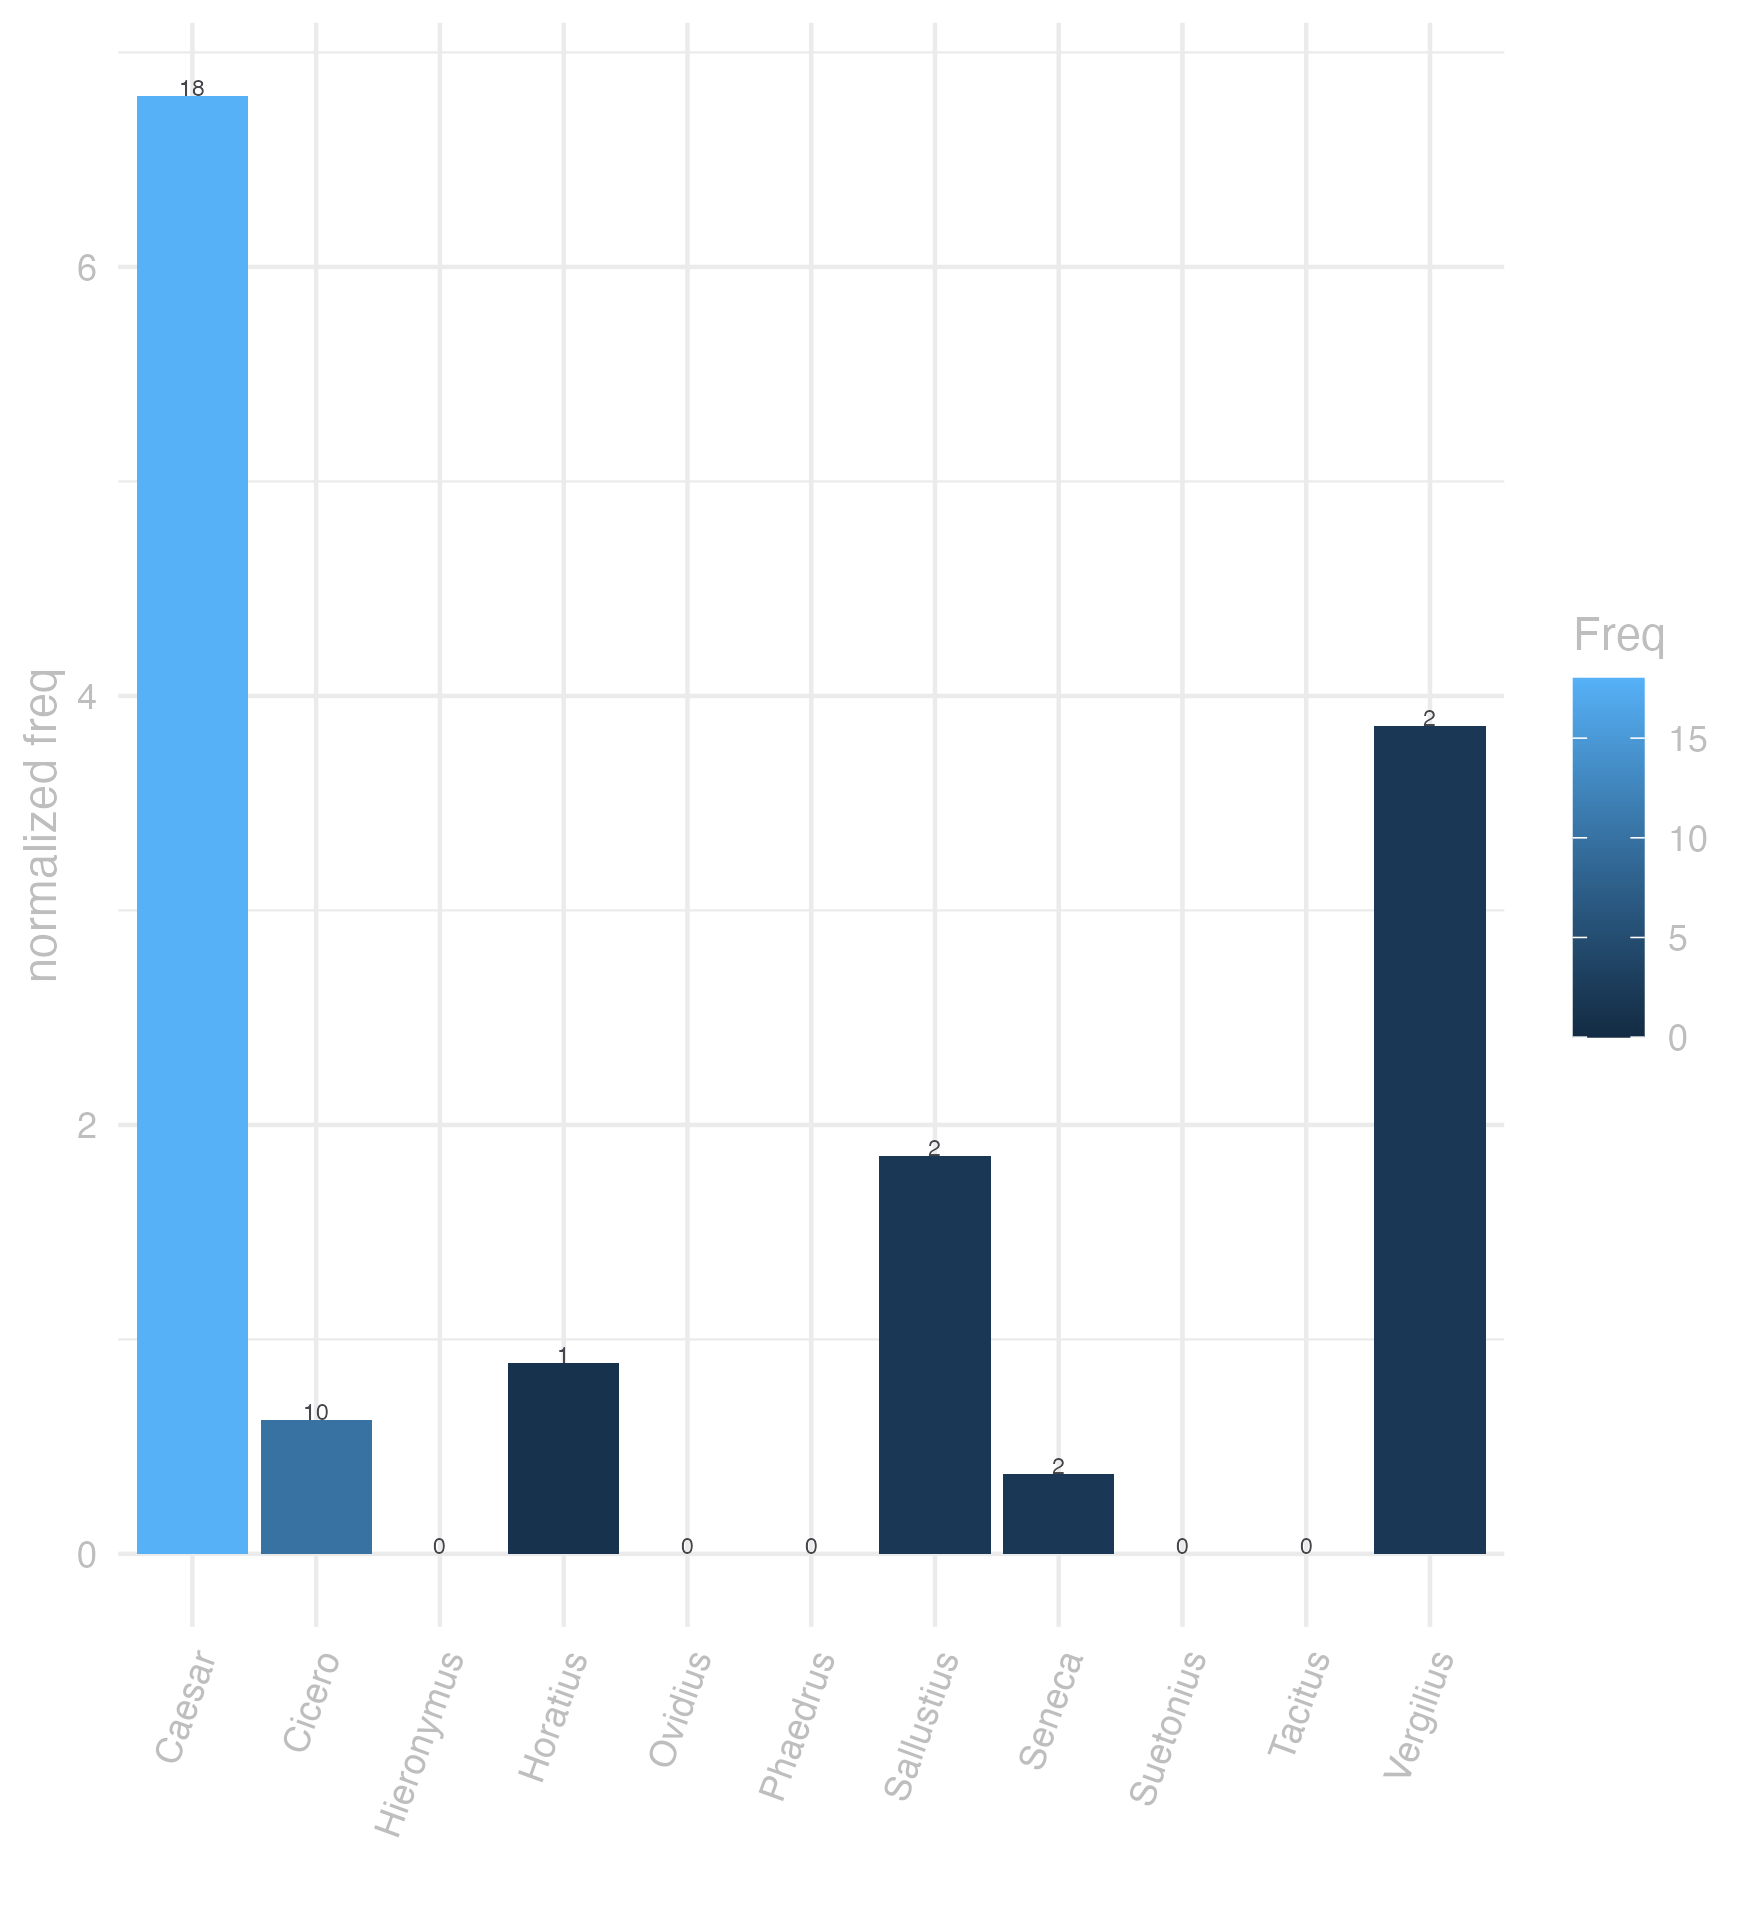 18
6
4
2
0
normalized freq
10
0
1
0
0
2
2
0
0
2
Caesar
Cicero
Hieronymus
Horatius
Ovidius
Phaedrus
Sallustius
Seneca
Suetonius
Tacitus
Vergilius
Freq
15
10
5
0